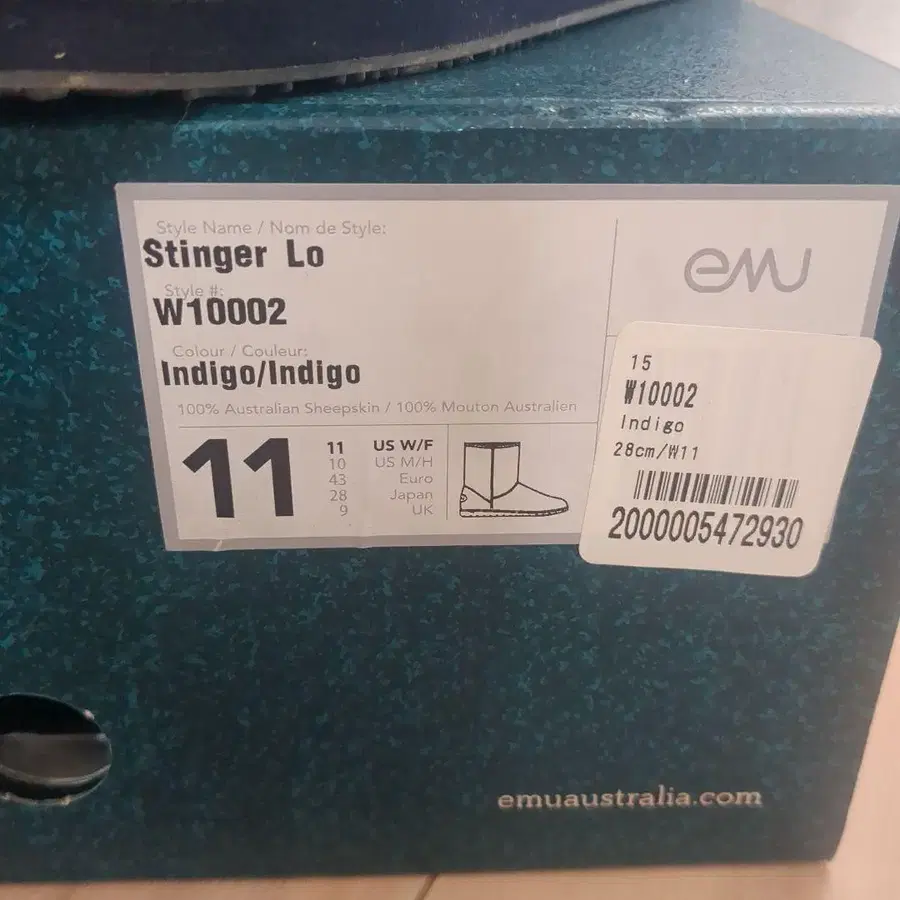 Style Name / Nom de Style:
Stinger Lo
Style #:
W10002
Colour / Couleur:
Indigo/Indigo
100% Australian Sheepskin / 100% Mouton Australien
11
11 US W/F
10 US M/H
43 Euro
28 Japan
9 UK
emu
15
W10002
Indigo
28cm/W11
2000005472930
emuaustralia.com